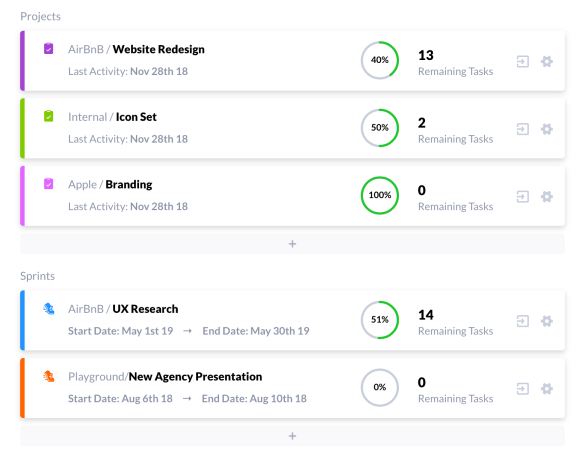 Projects
AirBnB / Website Redesign
Last Activity: Nov 28th 18
40%
13
Remaining Tasks
Internal / Icon Set
Last Activity: Nov 28th 18
50%
2
Remaining Tasks
Apple / Branding
Last Activity: Nov 28th 18
100%
0
Remaining Tasks
+
Sprints
AirBnB / UX Research
Start Date: May 1st 19 → End Date: May 30th 19
51%
14
Remaining Tasks
Playground/New Agency Presentation
Start Date: Aug 6th 18 → End Date: Aug 10th 18
0%
0
Remaining Tasks
+